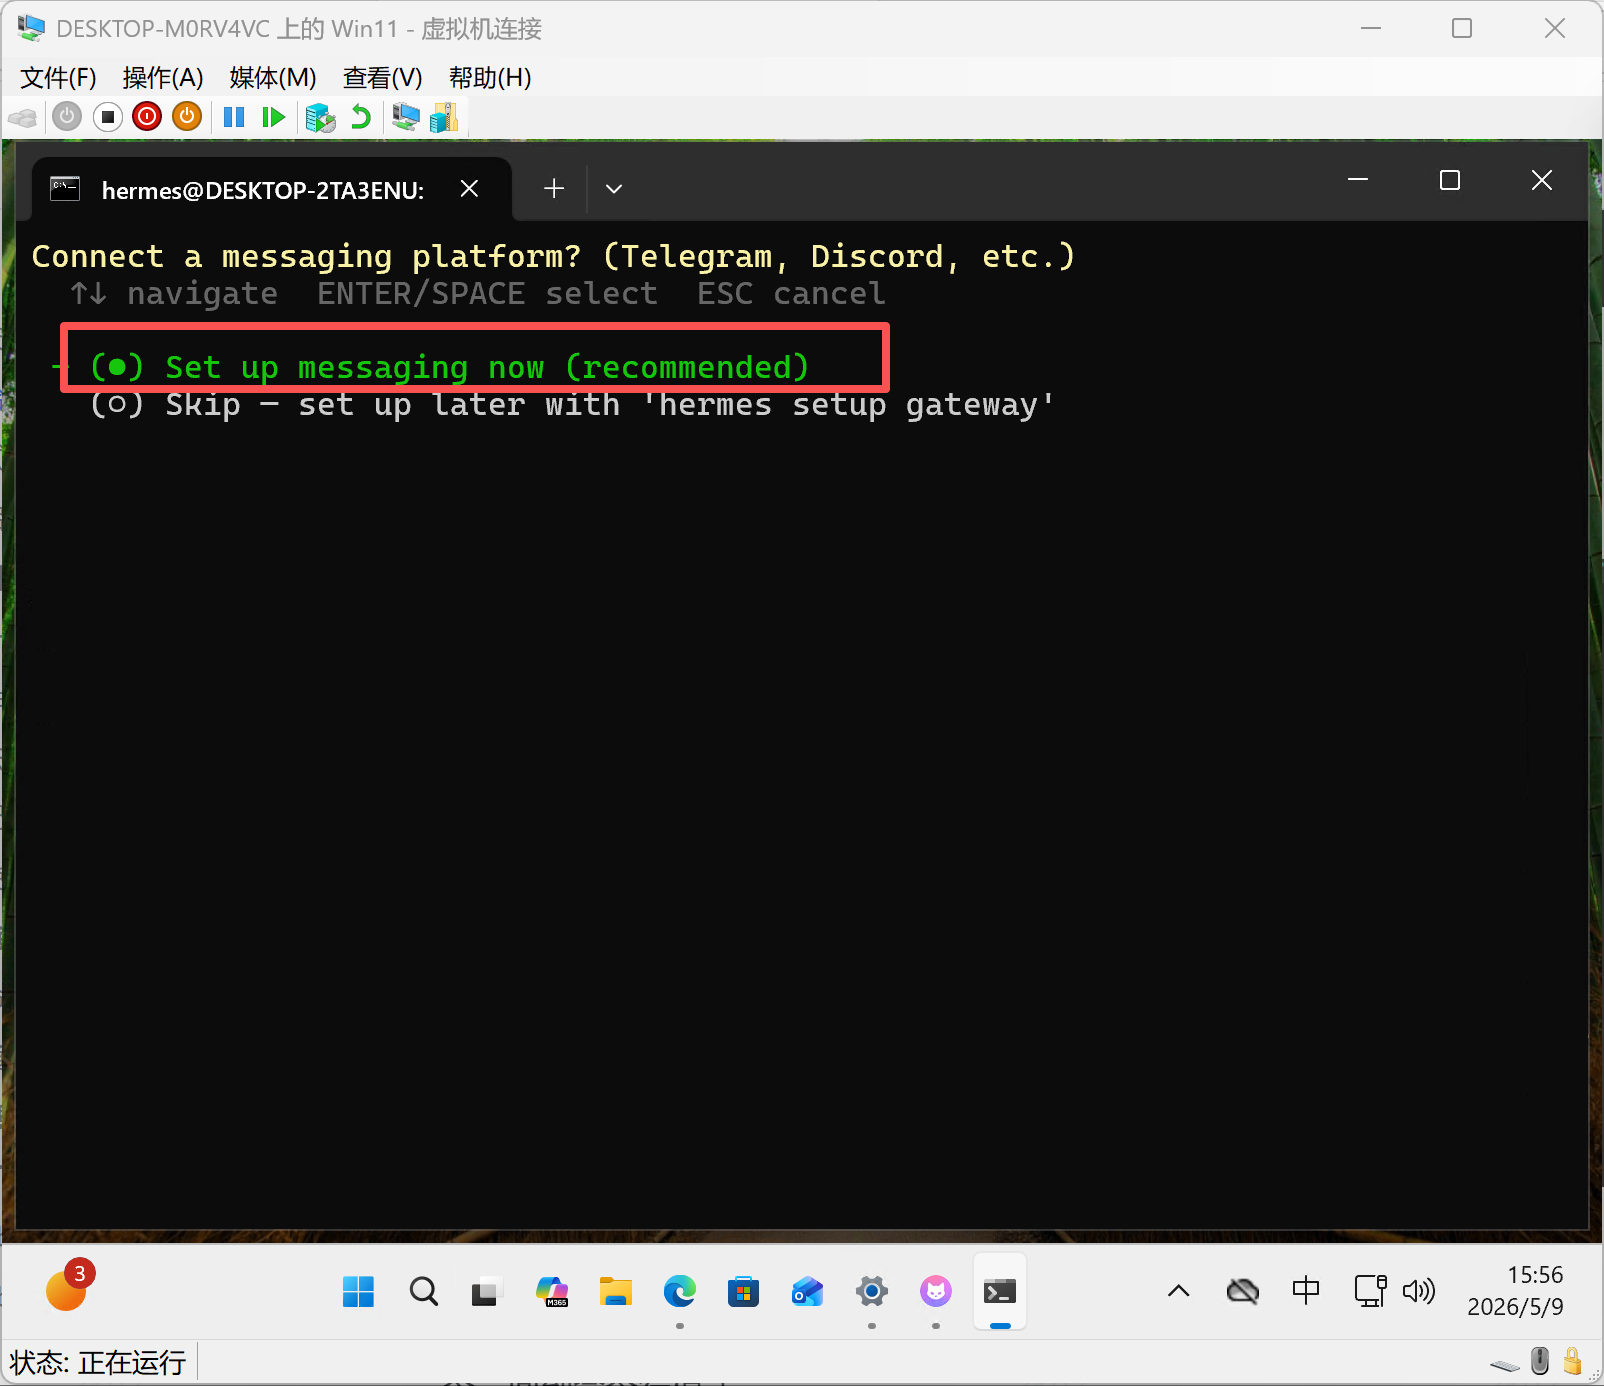 DESKTOP-M0RV4VC 上的 Win11 - 虚拟机连接
文件(F) 操作(A) 媒体(M) 查看(V) 帮助(H)
hermes@DESKTOP-2TA3ENU:
Connect a messaging platform? (Telegram, Discord, etc.)
↑↓ navigate ENTER/SPACE select ESC cancel
(●) Set up messaging now (recommended)
(○) Skip — set up later with 'hermes setup gateway'
3
M365
中
15:56
2026/5/9
状态: 正在运行